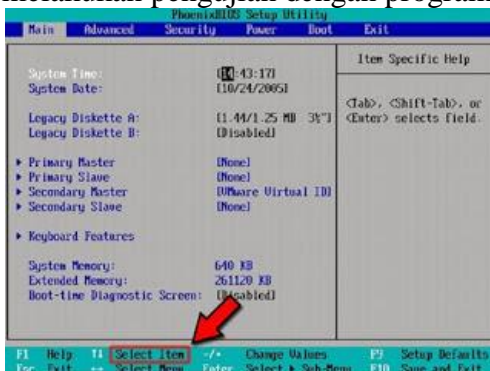 melakukan pengujian dengan program
PhoenixBIOS Setup Utility
Main Advanced Security Power Boot Exit
Item Specific Help
System Time: [14:43:17]
System Date: [10/24/2005]
<Tab>, <Shift-Tab>, or
<Enter> selects field.
Legacy Diskette A: [1.44/1.25 MB 3½"]
Legacy Diskette B: [Disabled]
▶ Primary Master [None]
▶ Primary Slave [None]
▶ Secondary Master [VMware Virtual ID]
▶ Secondary Slave [None]
▶ Keyboard Features
System Memory: 640 KB
Extended Memory: 261120 KB
Boot-time Diagnostic Screen: [Disabled]
F1 Help ↑↓ Select Item -/+ Change Values F9 Setup Defaults
Esc Exit ↔ Select Menu Enter Select ▶ Sub-Menu F10 Save and Exit